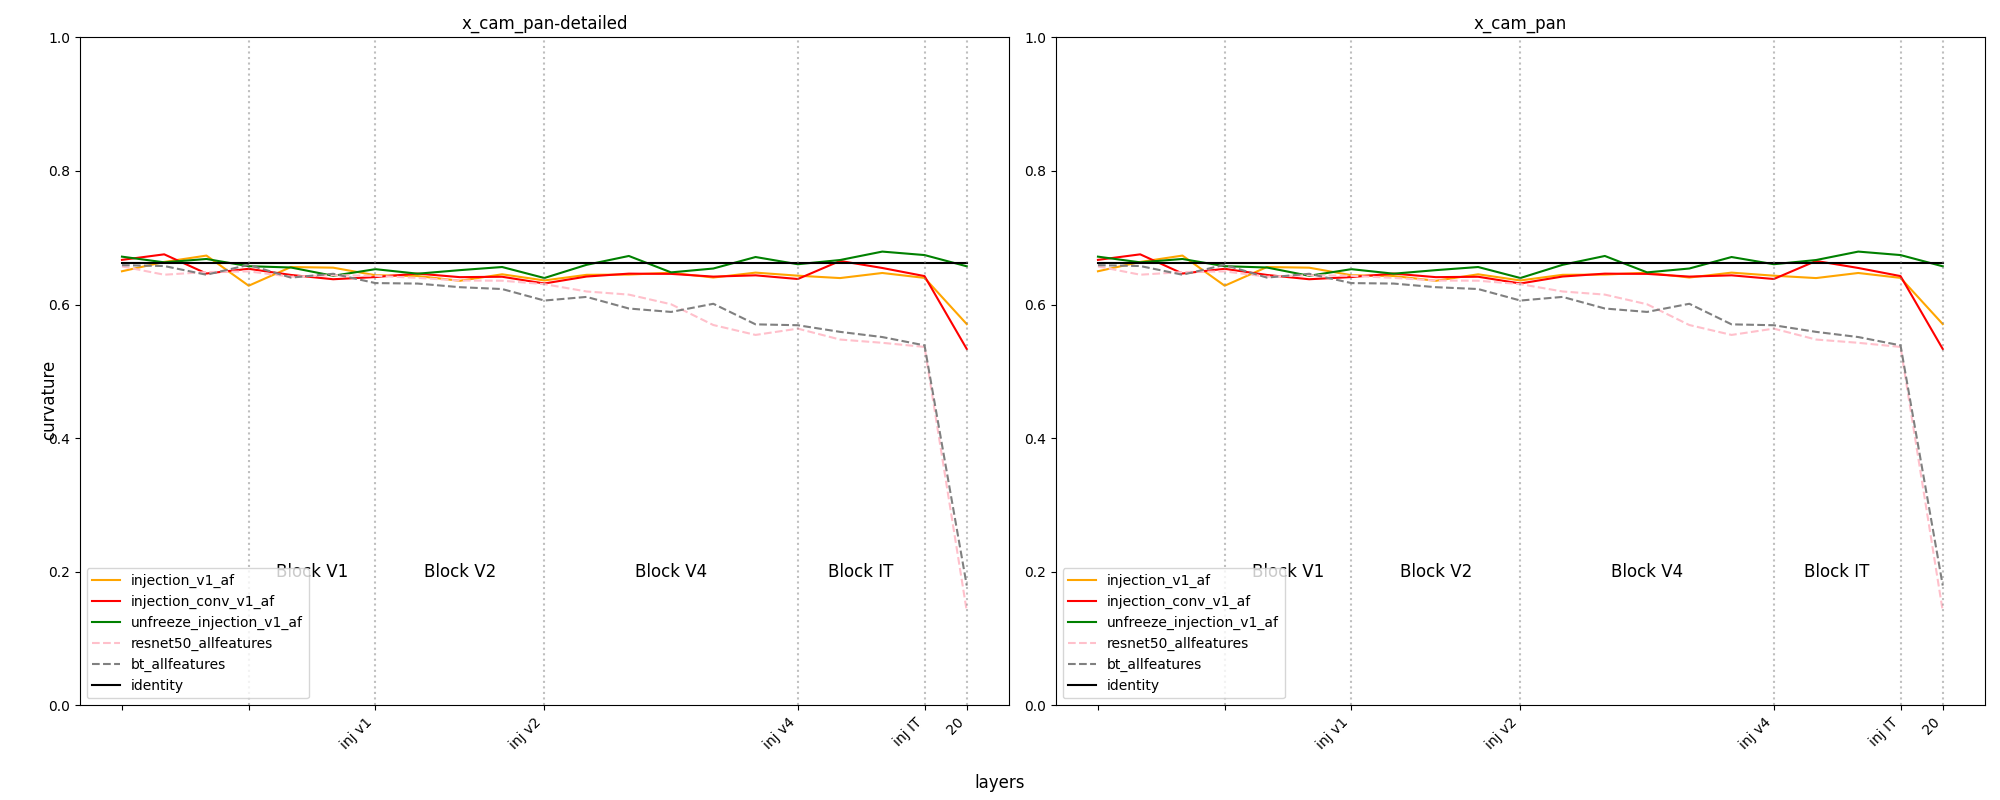 x_cam_pan-detailed
x_cam_pan
curvature
1.0
0.8
0.6
0.4
0.2
0.0
Block V1
Block V2
Block V4
Block IT
injection_v1_af
injection_conv_v1_af
unfreeze_injection_v1_af
resnet50_allfeatures
bt_allfeatures
identity
inj v1
inj v2
inj v4
inj IT
20
1.0
0.8
0.6
0.4
0.2
0.0
Block V1
Block V2
Block V4
Block IT
injection_v1_af
injection_conv_v1_af
unfreeze_injection_v1_af
resnet50_allfeatures
bt_allfeatures
identity
inj v1
inj v2
inj v4
inj IT
20
layers